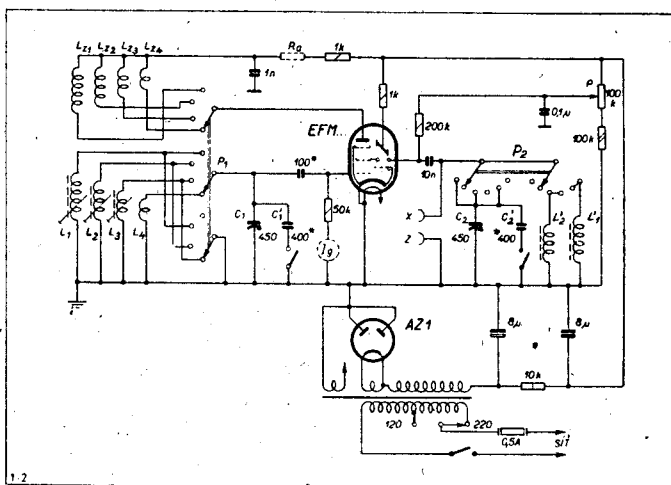 Lz1 Lz2 Lz3 Lz4
Ra
1k
1n
1k
EFM...
200k
P
100
k
0,1µ
100k
P1
100*
10n
P2
50k
Ig
C1
450
C1'
400*
X
Z
C2
450
C2'
*400
L2'
L1'
L1
L2
L3
L4
AZ1
8µ
8µ
10k
120
220
0,5A
síť
1-2